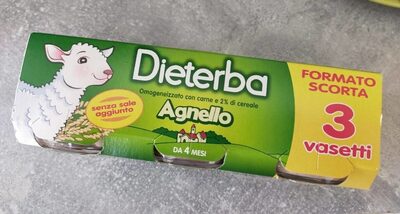 Dieterba
Omogeneizzato con carne e 2% di cereale
Agnello
DA 4 MESI
senza sale
aggiunto
FORMATO
SCORTA
3
vasetti